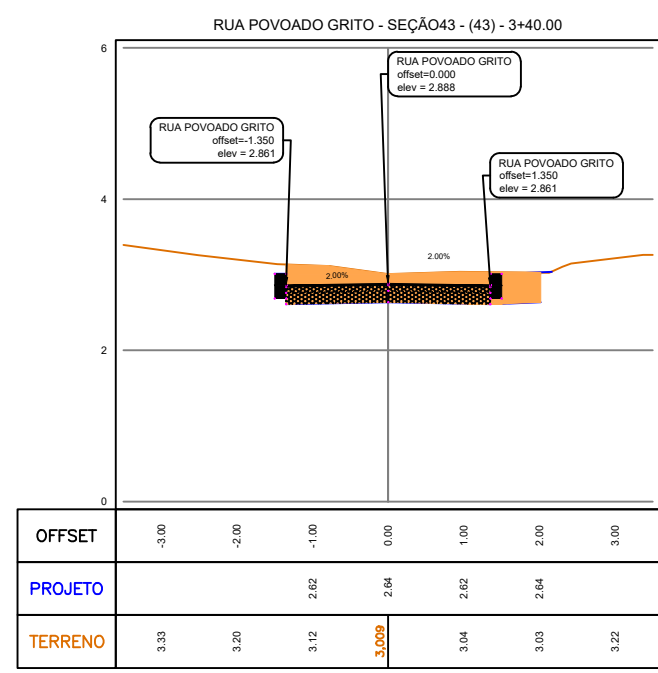 RUA POVOADO GRITO - SEÇÃO43 - (43) - 3+40.00
6
RUA POVOADO GRITO
offset=0.000
elev = 2.888
RUA POVOADO GRITO
offset=-1.350
elev = 2.861
RUA POVOADO GRITO
offset=1.350
elev = 2.861
4
2.00%
2.00%
2
0
OFFSET -3.00 -2.00 -1.00 0.00 1.00 2.00 3.00
PROJETO 2.62 2.64 2.62 2.64
TERRENO 3.33 3.20 3.12 3,009 3.04 3.03 3.22